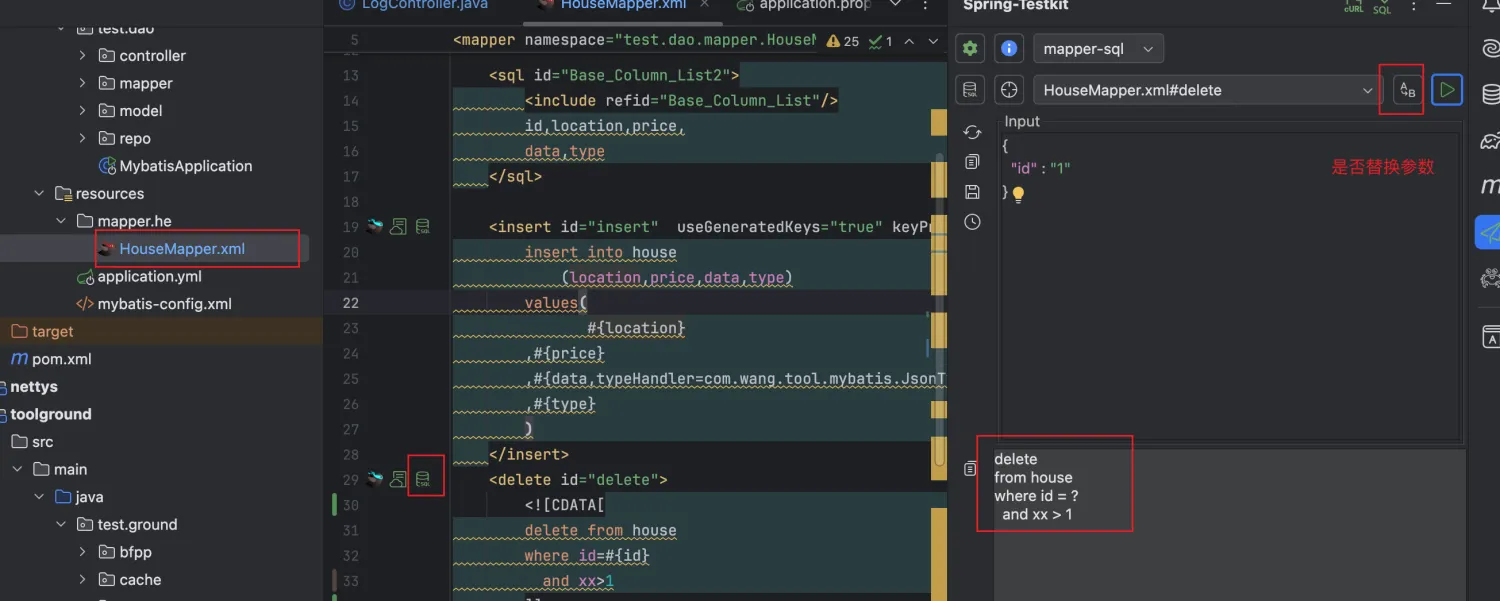 test.dao
controller
mapper
model
repo
MybatisApplication
resources
mapper.he
HouseMapper.xml
application.yml
mybatis-config.xml
target
pom.xml
nettys
toolground
src
main
java
test.ground
bfpp
cache
LogController.java
HouseMapper.xml
application.prop
5 <mapper namespace="test.dao.mapper.HouseM 25 1
13 <sql id="Base_Column_List2">
14 <include refid="Base_Column_List"/>
15 id,location,price,
16 data,type
17 </sql>
18
19 <insert id="insert" useGeneratedKeys="true" keyPr
20 insert into house
21 (location,price,data,type)
22 values(
23 #{location}
24 ,#{price}
25 ,#{data,typeHandler=com.wang.tool.mybatis.JsonT
26 ,#{type}
27 )
28 </insert>
29 <delete id="delete">
30 <![CDATA[
31 delete from house
32 where id=#{id}
33 and xx>1
Spring-Testkit
cURL
SQL
mapper-sql
HouseMapper.xml#delete
Input
{
"id" : "1"
}
是否替换参数
delete
from house
where id = ?
and xx > 1